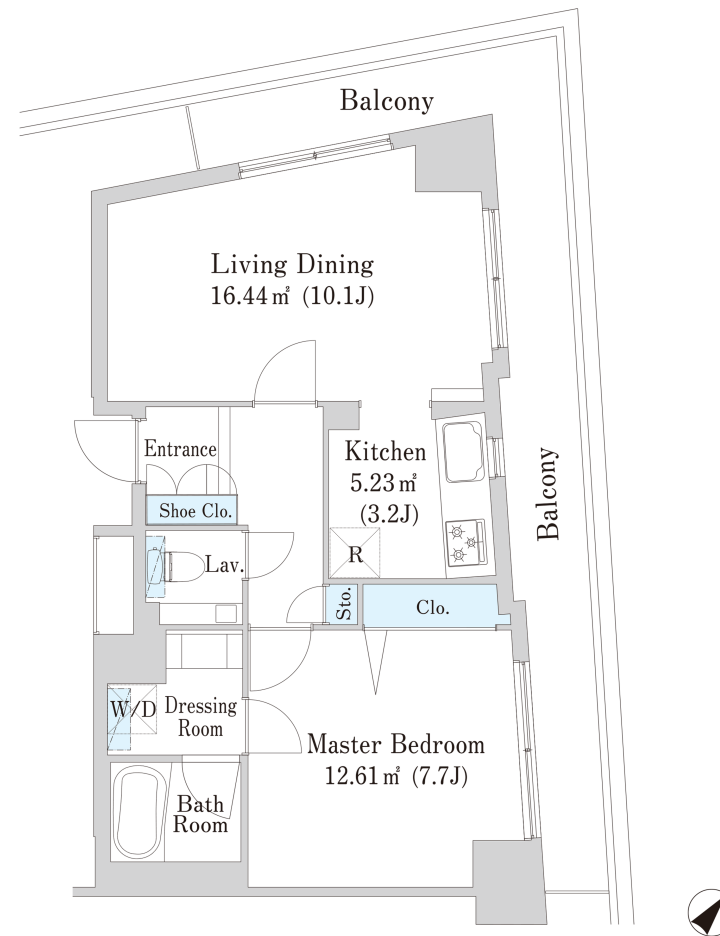 Balcony
Living Dining
16.44㎡ (10.1J)
Entrance
Kitchen
5.23㎡
(3.2J)
Balcony
Shoe Clo.
R
Lav.
Sto.
Clo.
W/D
Dressing
Room
Master Bedroom
12.61㎡ (7.7J)
Bath
Room